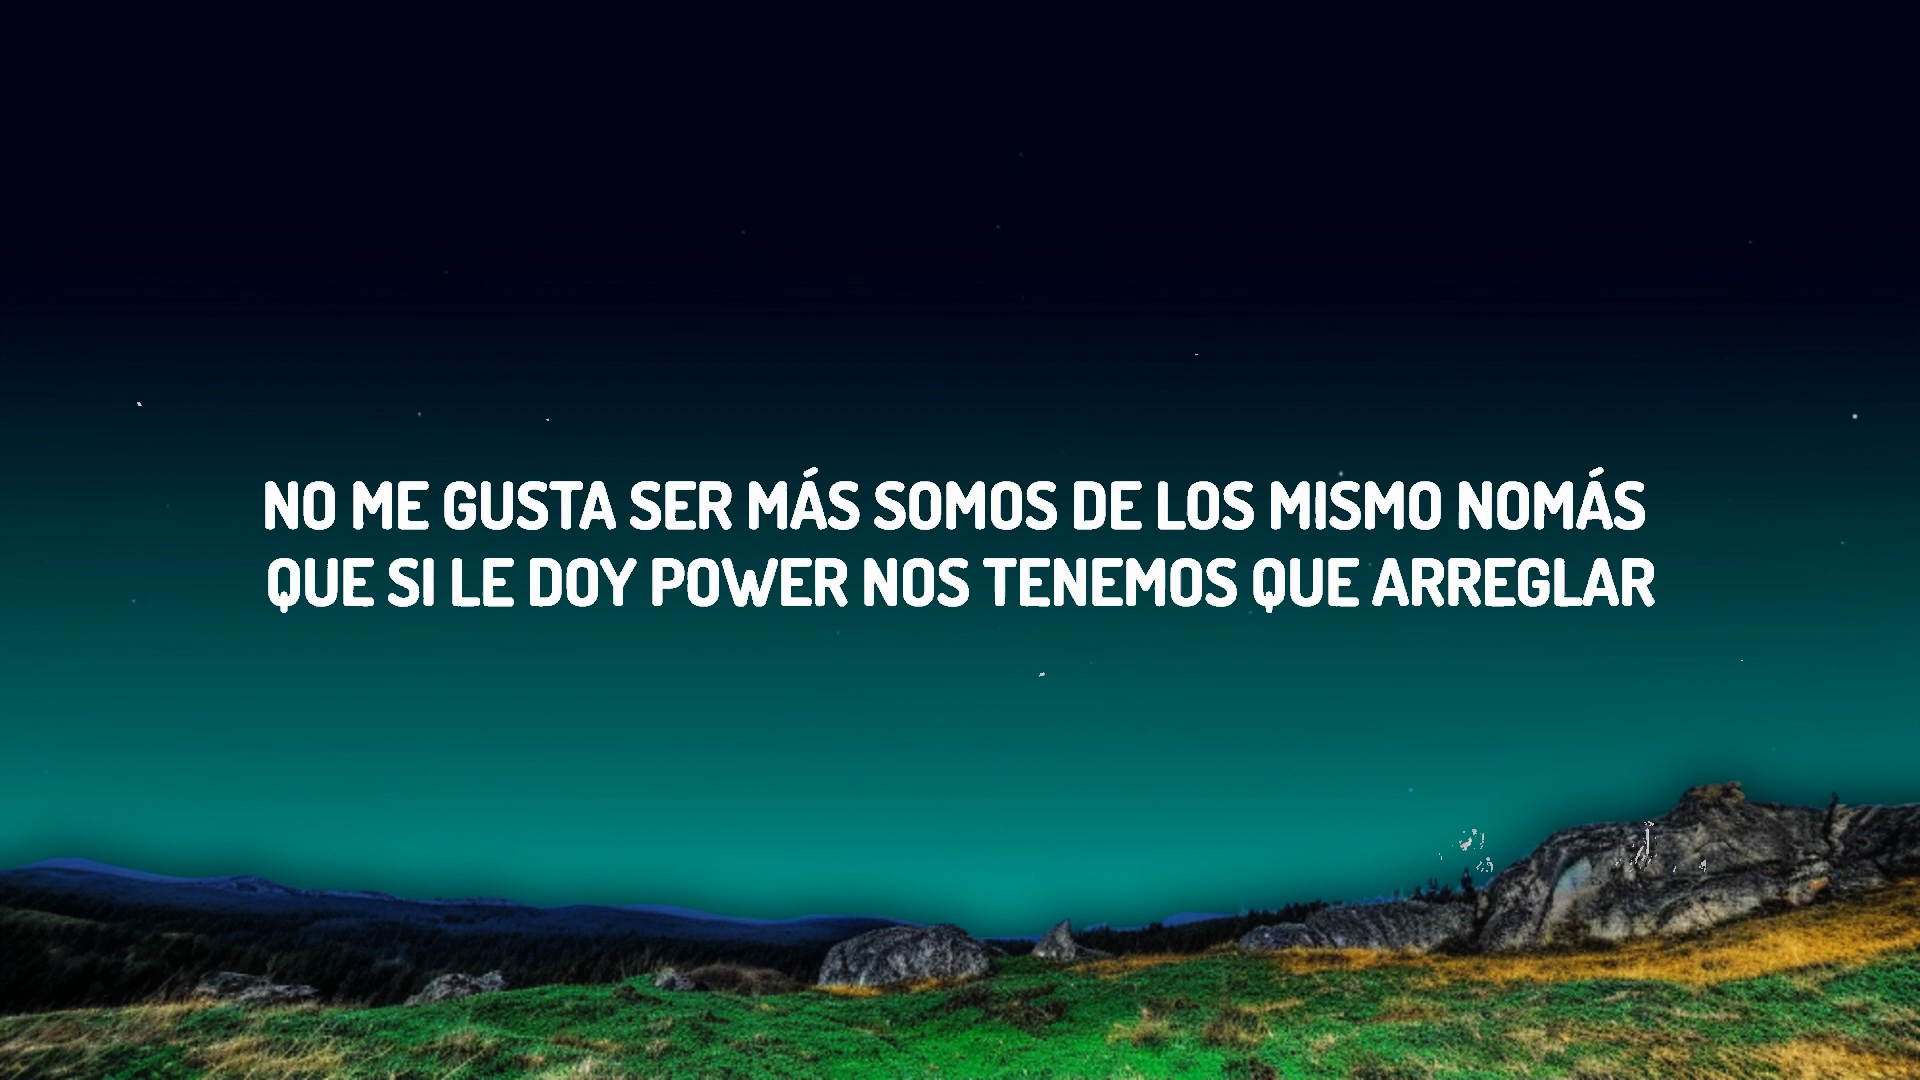 NO ME GUSTA SER MÁS SOMOS DE LOS MISMO NOMÁS
QUE SI LE DOY POWER NOS TENEMOS QUE ARREGLAR